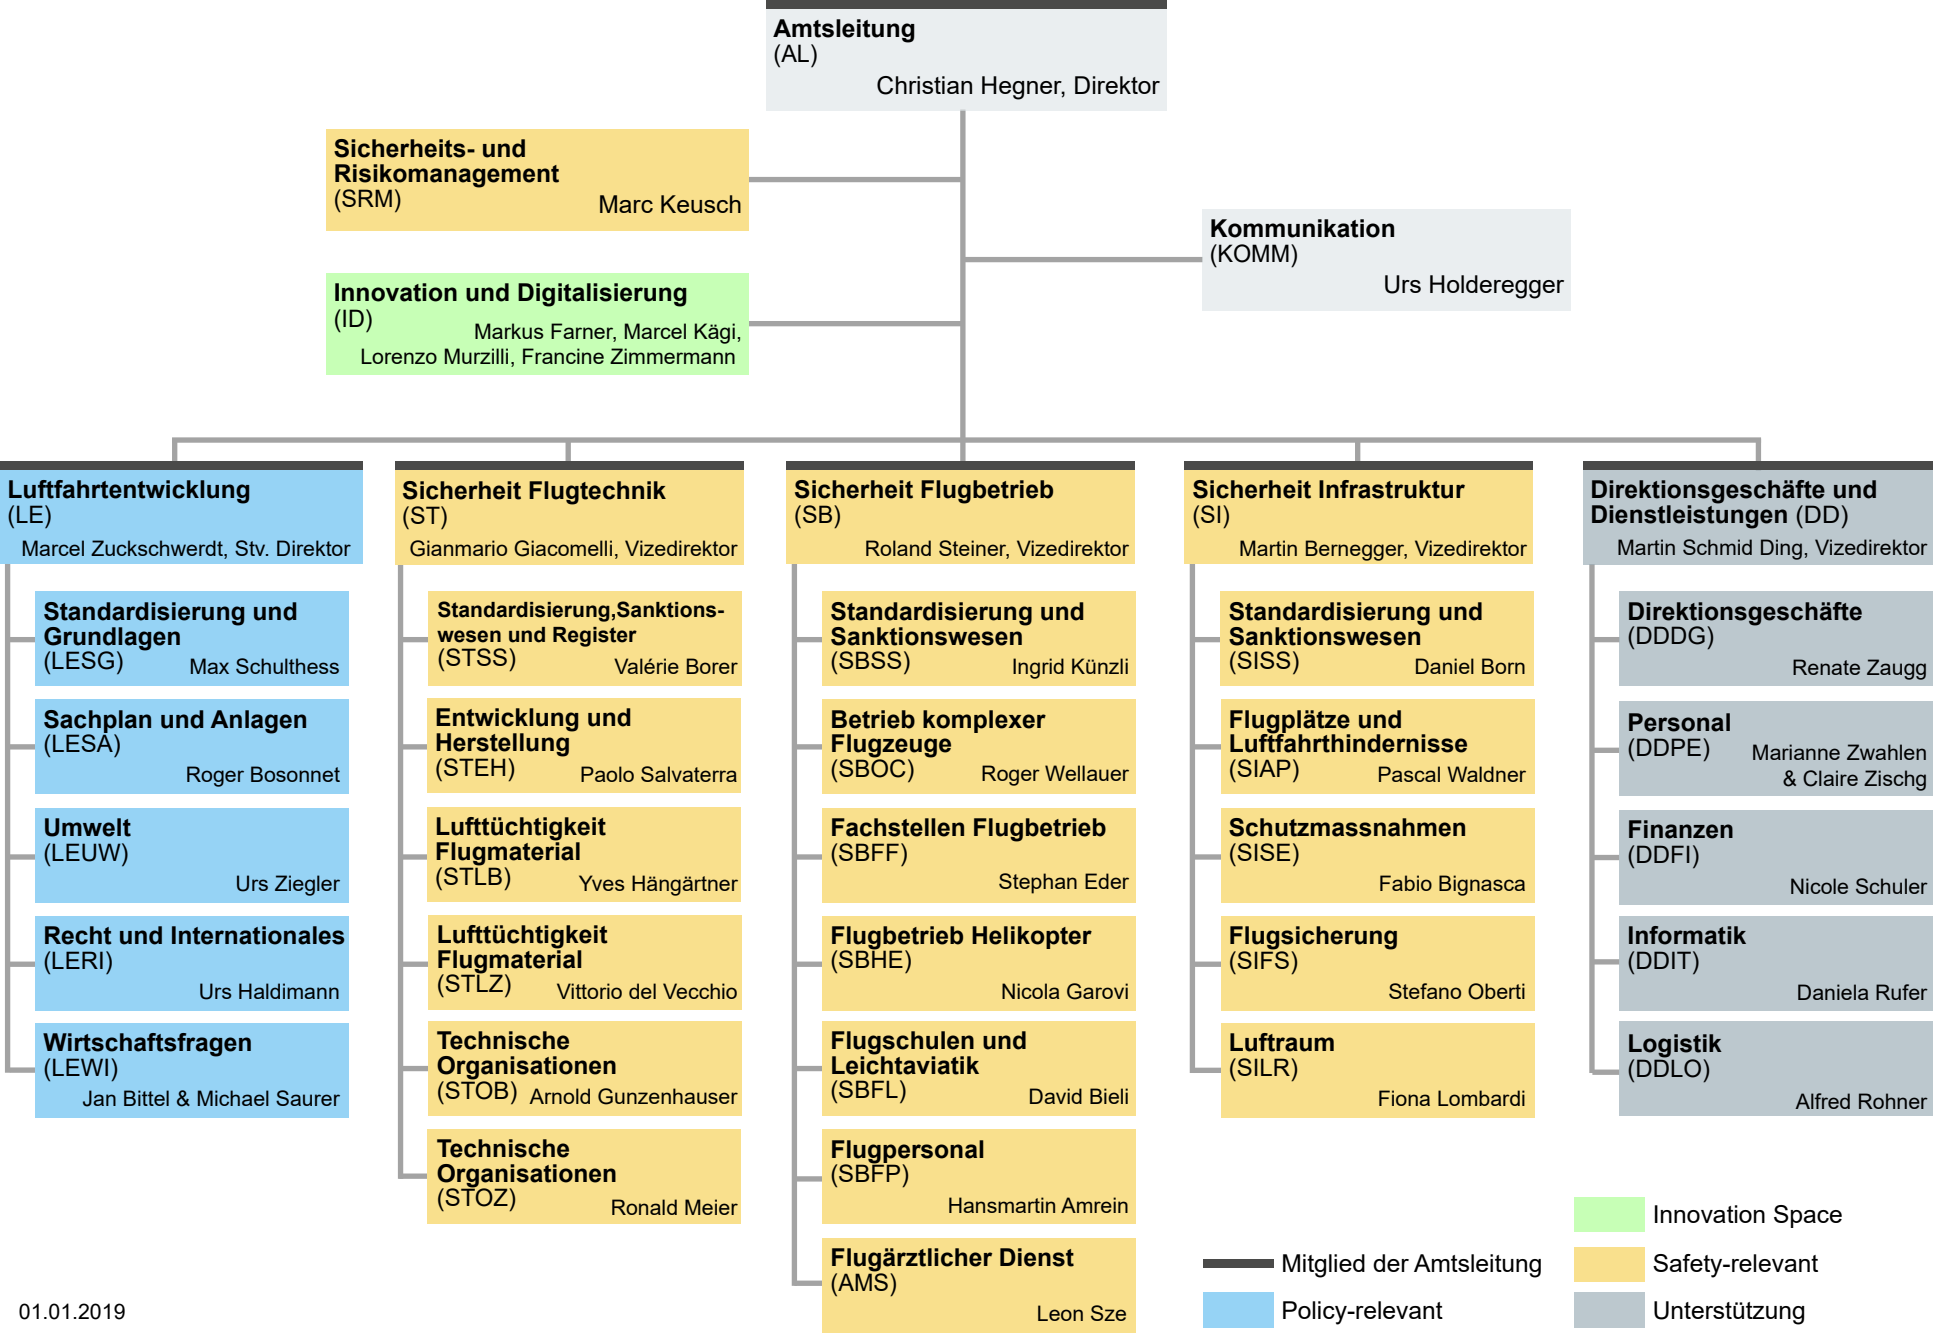 Amtsleitung
(AL)
Christian Hegner, Direktor
Sicherheits- und
Risikomanagement
(SRM)
Marc Keusch
Kommunikation
(KOMM)
Urs Holderegger
Innovation und Digitalisierung
(ID)
Markus Farner, Marcel Kägi,
Lorenzo Murzilli, Francine Zimmermann
Luftfahrtentwicklung
(LE)
Marcel Zuckschwerdt, Stv. Direktor
Standardisierung und
Grundlagen
(LESG)
Max Schulthess
Sachplan und Anlagen
(LESA)
Roger Bosonnet
Umwelt
(LEUW)
Urs Ziegler
Recht und Internationales
(LERI)
Urs Haldimann
Wirtschaftsfragen
(LEWI)
Jan Bittel & Michael Saurer
Sicherheit Flugtechnik
(ST)
Gianmario Giacomelli, Vizedirektor
Standardisierung,Sanktions-
wesen und Register
(STSS)
Valérie Borer
Entwicklung und
Herstellung
(STEH)
Paolo Salvaterra
Lufttüchtigkeit
Flugmaterial
(STLB)
Yves Hängärtner
Lufttüchtigkeit
Flugmaterial
(STLZ)
Vittorio del Vecchio
Technische
Organisationen
(STOB)
Arnold Gunzenhauser
Technische
Organisationen
(STOZ)
Ronald Meier
Sicherheit Flugbetrieb
(SB)
Roland Steiner, Vizedirektor
Standardisierung und
Sanktionswesen
(SBSS)
Ingrid Künzli
Betrieb komplexer
Flugzeuge
(SBOC)
Roger Wellauer
Fachstellen Flugbetrieb
(SBFF)
Stephan Eder
Flugbetrieb Helikopter
(SBHE)
Nicola Garovi
Flugschulen und
Leichtaviatik
(SBFL)
David Bieli
Flugpersonal
(SBFP)
Hansmartin Amrein
Flugärztlicher Dienst
(AMS)
Leon Sze
Sicherheit Infrastruktur
(SI)
Martin Bernegger, Vizedirektor
Standardisierung und
Sanktionswesen
(SISS)
Daniel Born
Flugplätze und
Luftfahrthindernisse
(SIAP)
Pascal Waldner
Schutzmassnahmen
(SISE)
Fabio Bignasca
Flugsicherung
(SIFS)
Stefano Oberti
Luftraum
(SILR)
Fiona Lombardi
Direktionsgeschäfte und
Dienstleistungen (DD)
Martin Schmid Ding, Vizedirektor
Direktionsgeschäfte
(DDDG)
Renate Zaugg
Personal
(DDPE)
Marianne Zwahlen
& Claire Zischg
Finanzen
(DDFI)
Nicole Schuler
Informatik
(DDIT)
Daniela Rufer
Logistik
(DDLO)
Alfred Rohner
Innovation Space
Mitglied der Amtsleitung
Safety-relevant
Policy-relevant
Unterstützung
01.01.2019